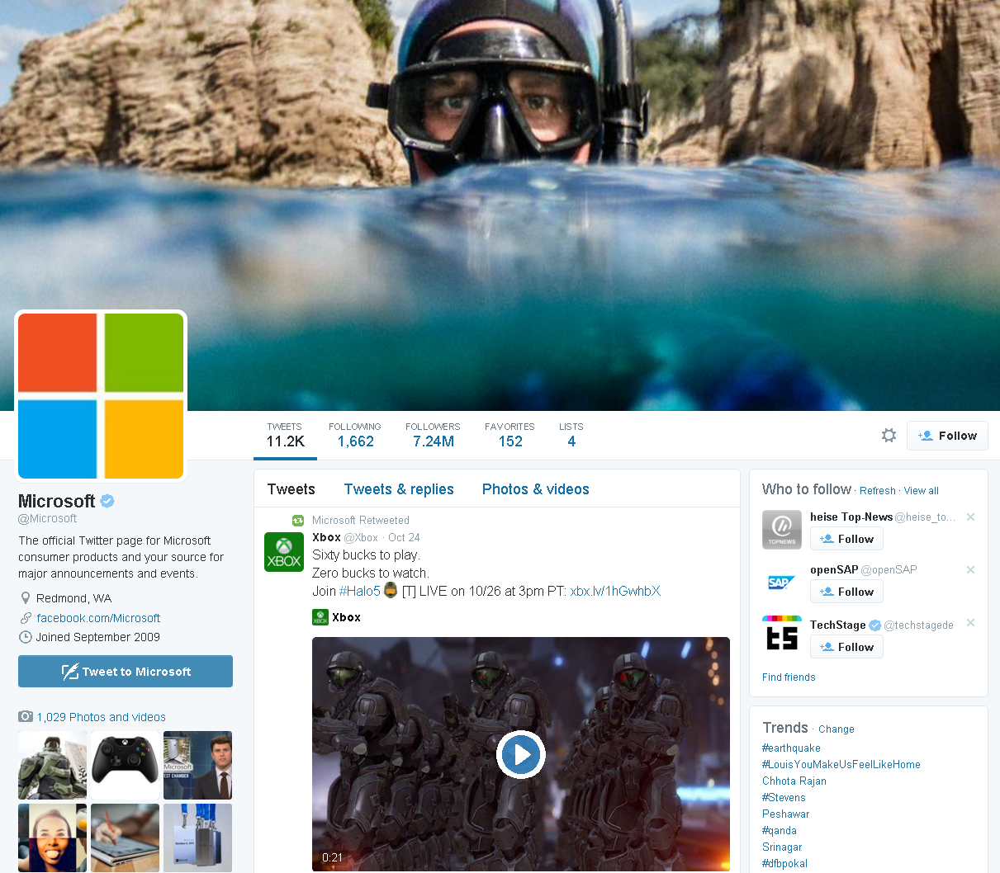 TWEETS FOLLOWING FOLLOWERS FAVORITES LISTS
11.2K 1,662 7.24M 152 4
Follow
Microsoft
@Microsoft
The official Twitter page for Microsoft
consumer products and your source for
major announcements and events.
Redmond, WA
facebook.com/Microsoft
Joined September 2009
Tweet to Microsoft
1,029 Photos and videos
Microsoft
EST CHAMBER
Tweets Tweets & replies Photos & videos
Microsoft Retweeted
XBOX
Xbox @Xbox · Oct 24
Sixty bucks to play.
Zero bucks to watch.
Join #Halo5 [T] LIVE on 10/26 at 3pm PT: xbx.lv/1hGwhbX
XBOX
Xbox
0:21
Who to follow · Refresh · View all
TOPNEWS
heise Top-News @heise_to...
Follow
SAP
openSAP @openSAP
Follow
ts
TechStage @techstagede
Follow
Find friends
Trends · Change
#earthquake
#LouisYouMakeUsFeelLikeHome
Chhota Rajan
#Stevens
Peshawar
#qanda
Srinagar
#dfbpokal